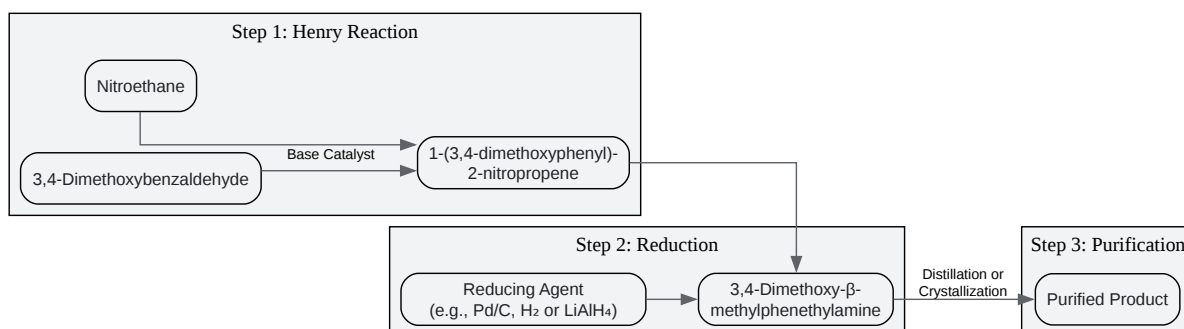 Step 1: Henry Reaction
Nitroethane
Base Catalyst
3,4-Dimethoxybenzaldehyde
1-(3,4-dimethoxyphenyl)-
2-nitropropene
Step 2: Reduction
Reducing Agent
(e.g., Pd/C, H₂ or LiAlH₄)
3,4-Dimethoxy-β-
methylphenethylamine
Distillation or
Crystallization
Step 3: Purification
Purified Product